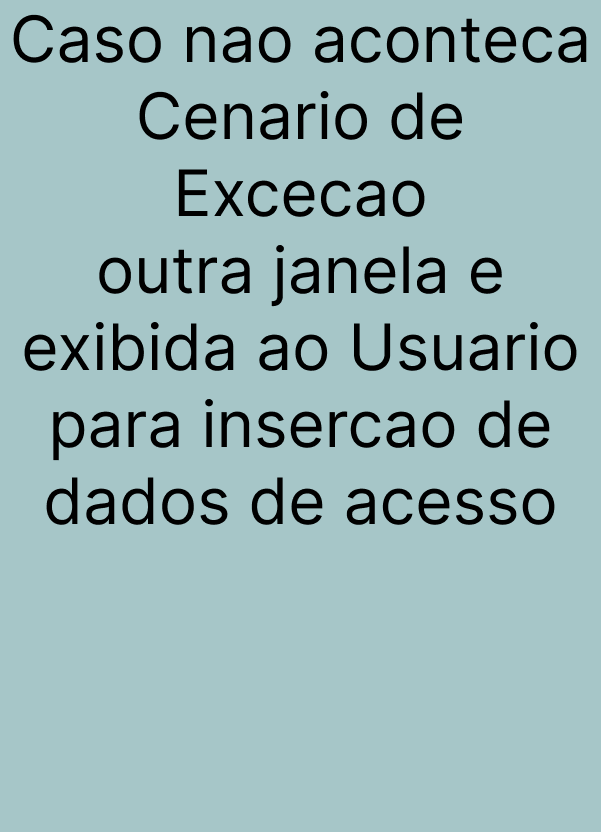 Caso nao aconteca
Cenario de
Excecao
outra janela e
exibida ao Usuario
para insercao de
dados de acesso